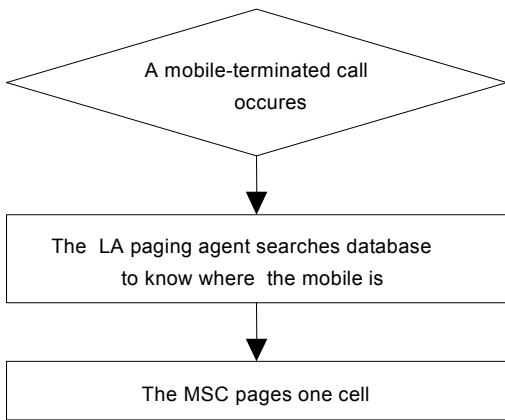 A mobile-terminated call
occures
The LA paging agent searches database
to know where the mobile is
The MSC pages one cell